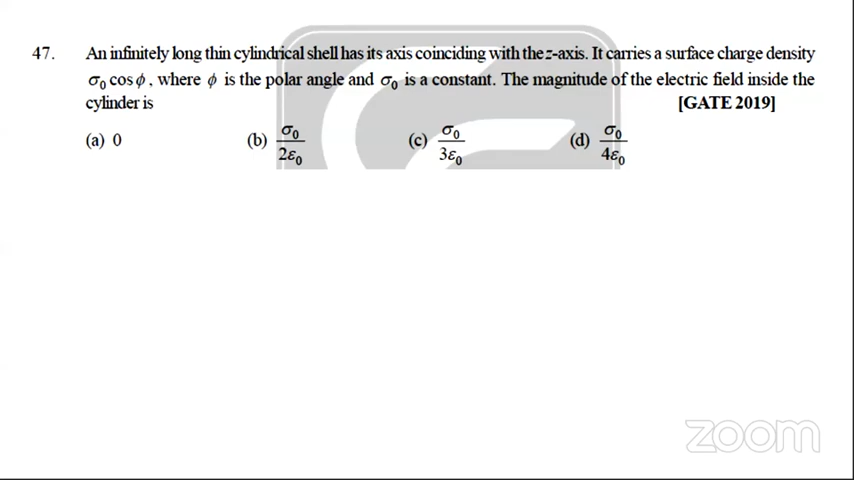 47. An infinitely long thin cylindrical shell has its axis coinciding with the z-axis. It carries a surface charge density
σ₀ cos ϕ, where ϕ is the polar angle and σ₀ is a constant. The magnitude of the electric field inside the
cylinder is [GATE 2019]
(a) 0 (b) σ₀/2ε₀ (c) σ₀/3ε₀ (d) σ₀/4ε₀
zoom